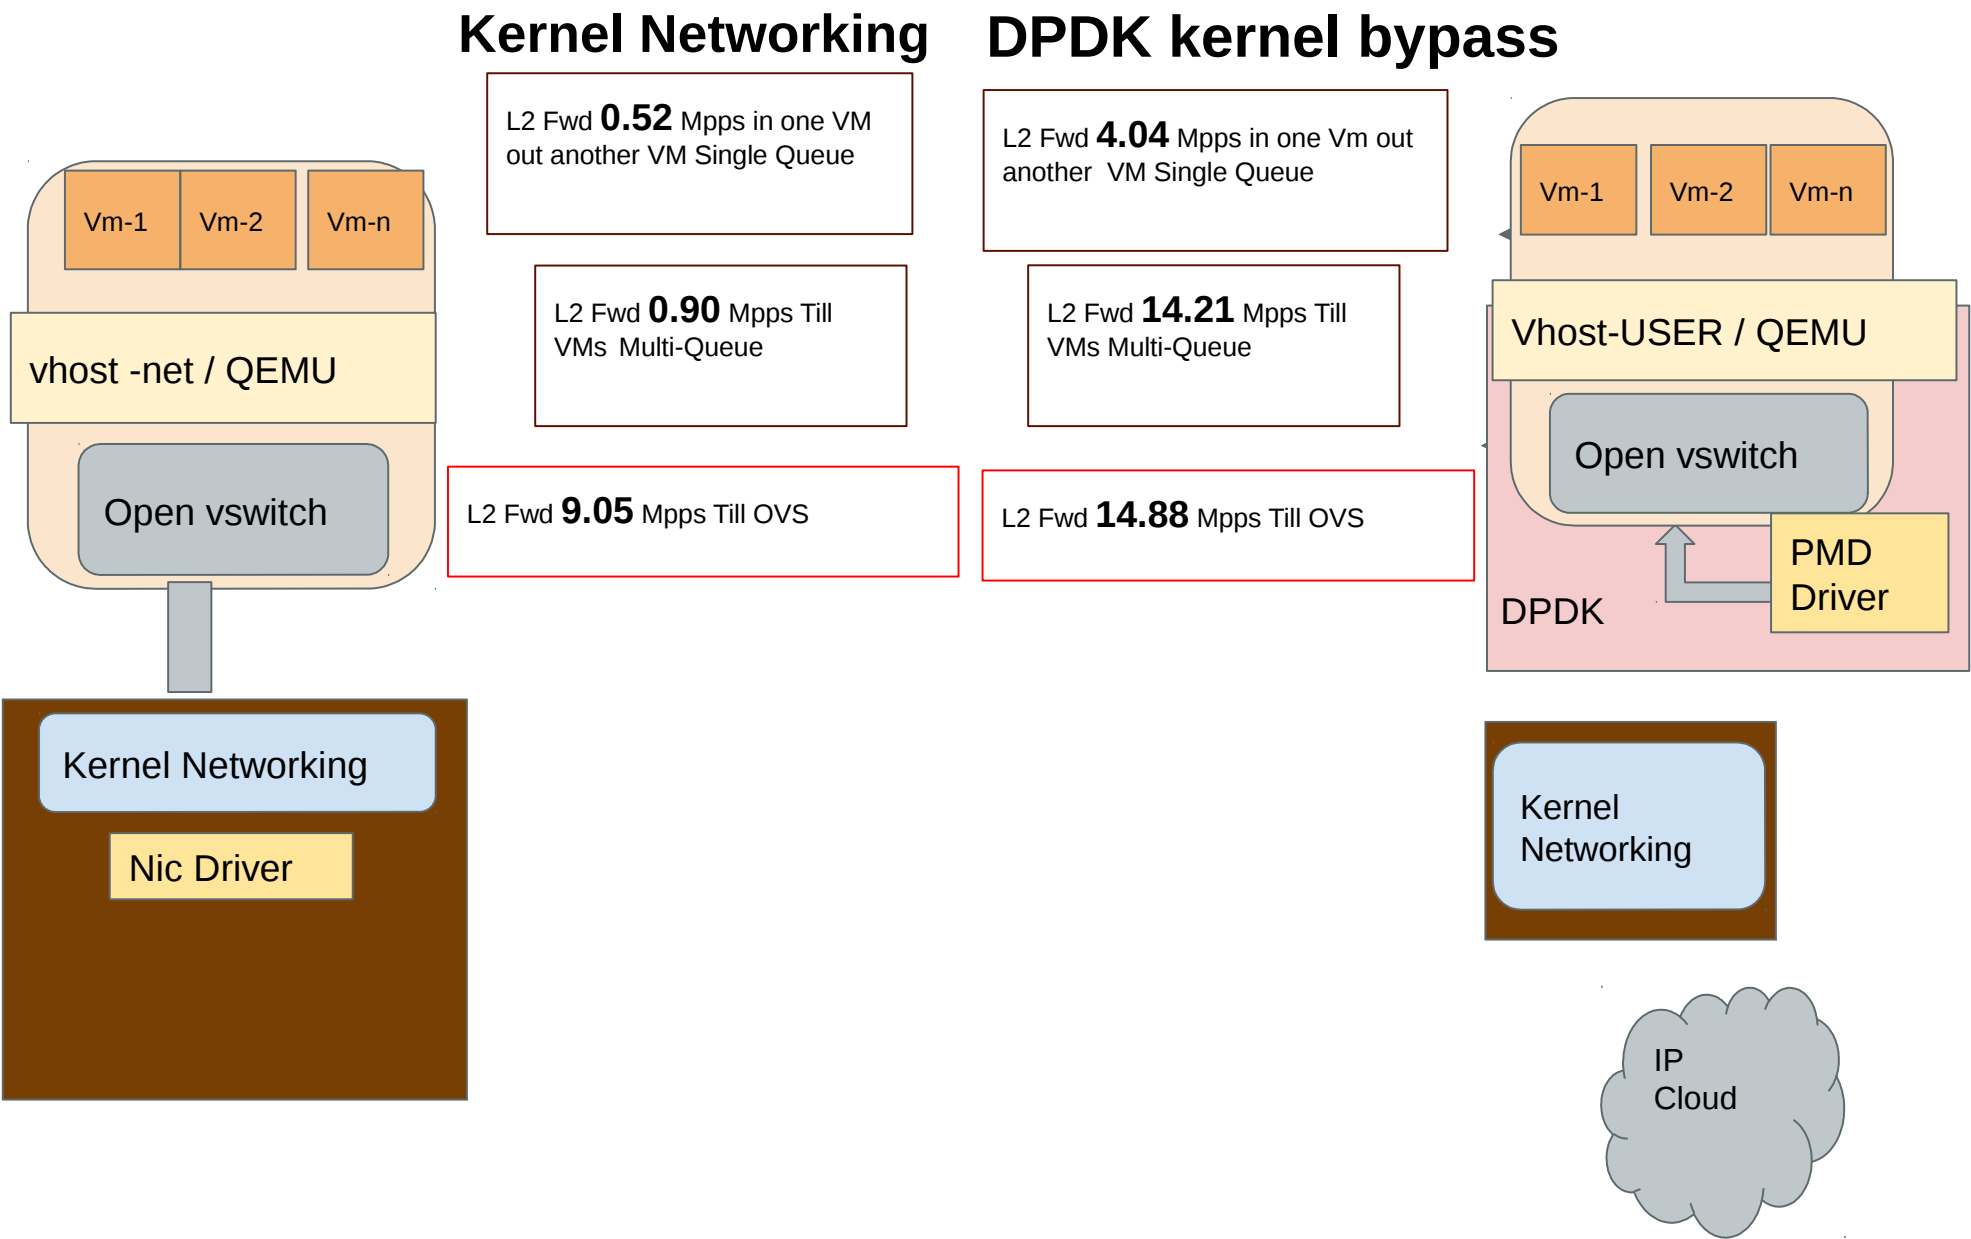 Kernel Networking
DPDK kernel bypass
L2 Fwd 0.52 Mpps in one VM
out another VM Single Queue
L2 Fwd 4.04 Mpps in one Vm out
another VM Single Queue
Vm-1
Vm-2
Vm-n
Vm-1
Vm-2
Vm-n
L2 Fwd 0.90 Mpps Till
VMs Multi-Queue
L2 Fwd 14.21 Mpps Till
VMs Multi-Queue
vhost -net / QEMU
Vhost-USER / QEMU
Open vswitch
L2 Fwd 9.05 Mpps Till OVS
L2 Fwd 14.88 Mpps Till OVS
Open vswitch
PMD
Driver
DPDK
Kernel Networking
Nic Driver
Kernel
Networking
IP
Cloud